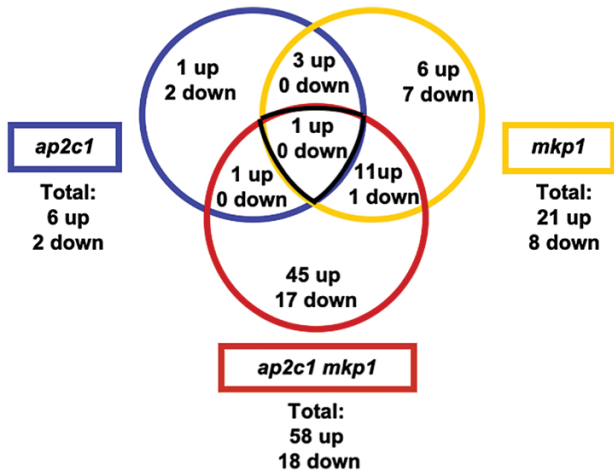 1 up
2 down
3 up
0 down
6 up
7 down
1 up
0 down
1 up
0 down
11up
1 down
45 up
17 down
ap2c1
Total:
6 up
2 down
mkp1
Total:
21 up
8 down
ap2c1 mkp1
Total:
58 up
18 down